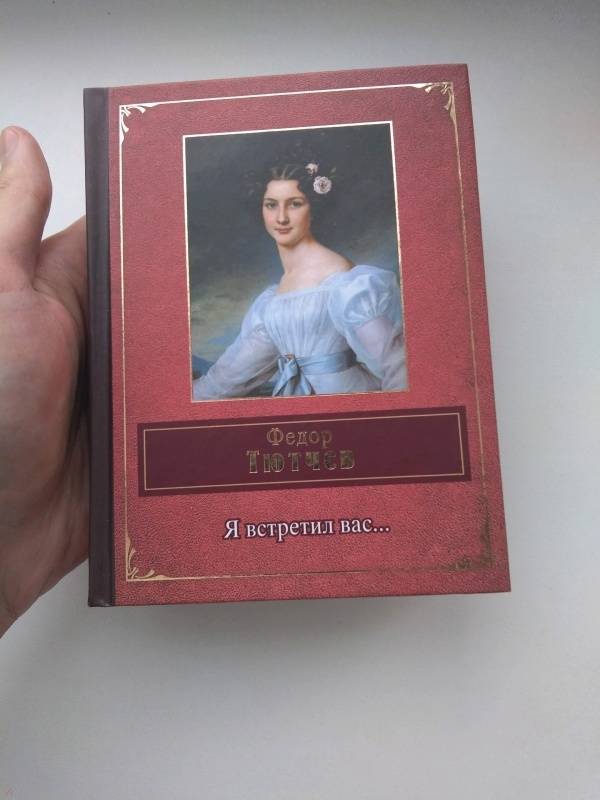 Федор
Тютчев
Я встретил вас...